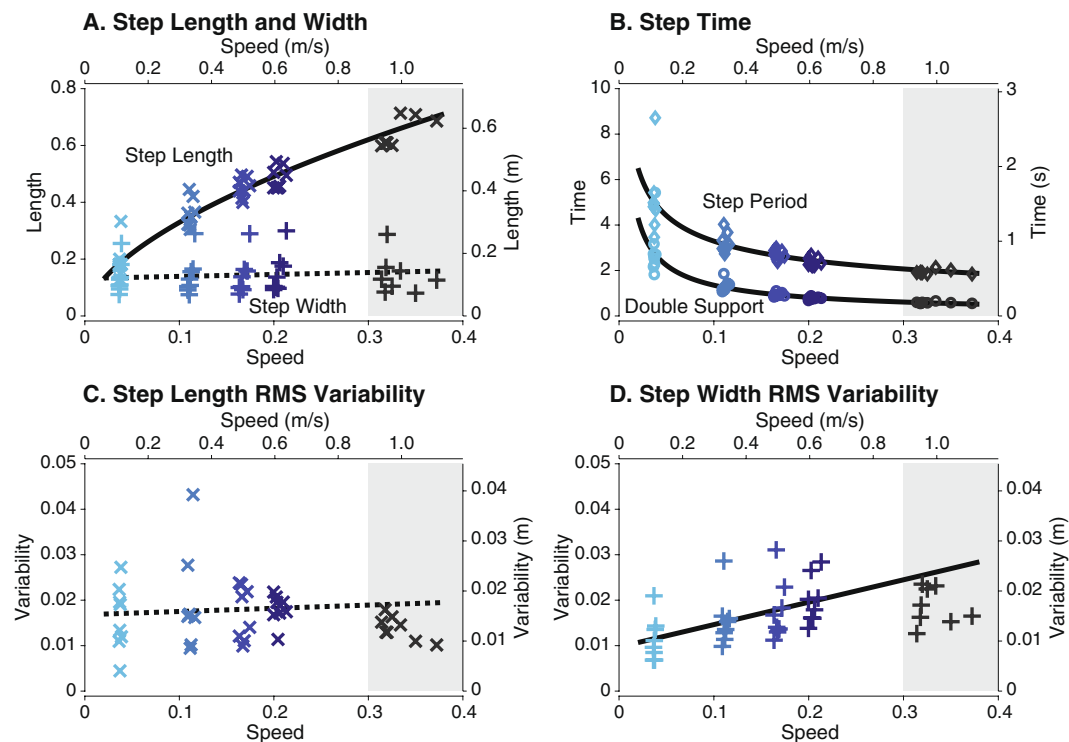 A. Step Length and Width
Speed (m/s)
0 0.2 0.4 0.6 0.8 1.0
0.8
0.6
0.4
0.2
0
Length
Step Length
Step Width
0.6
0.4
0.2
0
Length (m)
0 0.1 0.2 0.3 0.4
Speed
B. Step Time
Speed (m/s)
0 0.2 0.4 0.6 0.8 1.0
10
8
6
4
2
0
Time
Step Period
Double Support
3
2
1
0
Time (s)
0 0.1 0.2 0.3 0.4
Speed
C. Step Length RMS Variability
Speed (m/s)
0 0.2 0.4 0.6 0.8 1.0
0.05
0.04
0.03
0.02
0.01
0
Variability
0.04
0.03
0.02
0.01
0
Variability (m)
0 0.1 0.2 0.3 0.4
Speed
D. Step Width RMS Variability
Speed (m/s)
0 0.2 0.4 0.6 0.8 1.0
0.05
0.04
0.03
0.02
0.01
0
Variability
0.04
0.03
0.02
0.01
0
Variability (m)
0 0.1 0.2 0.3 0.4
Speed